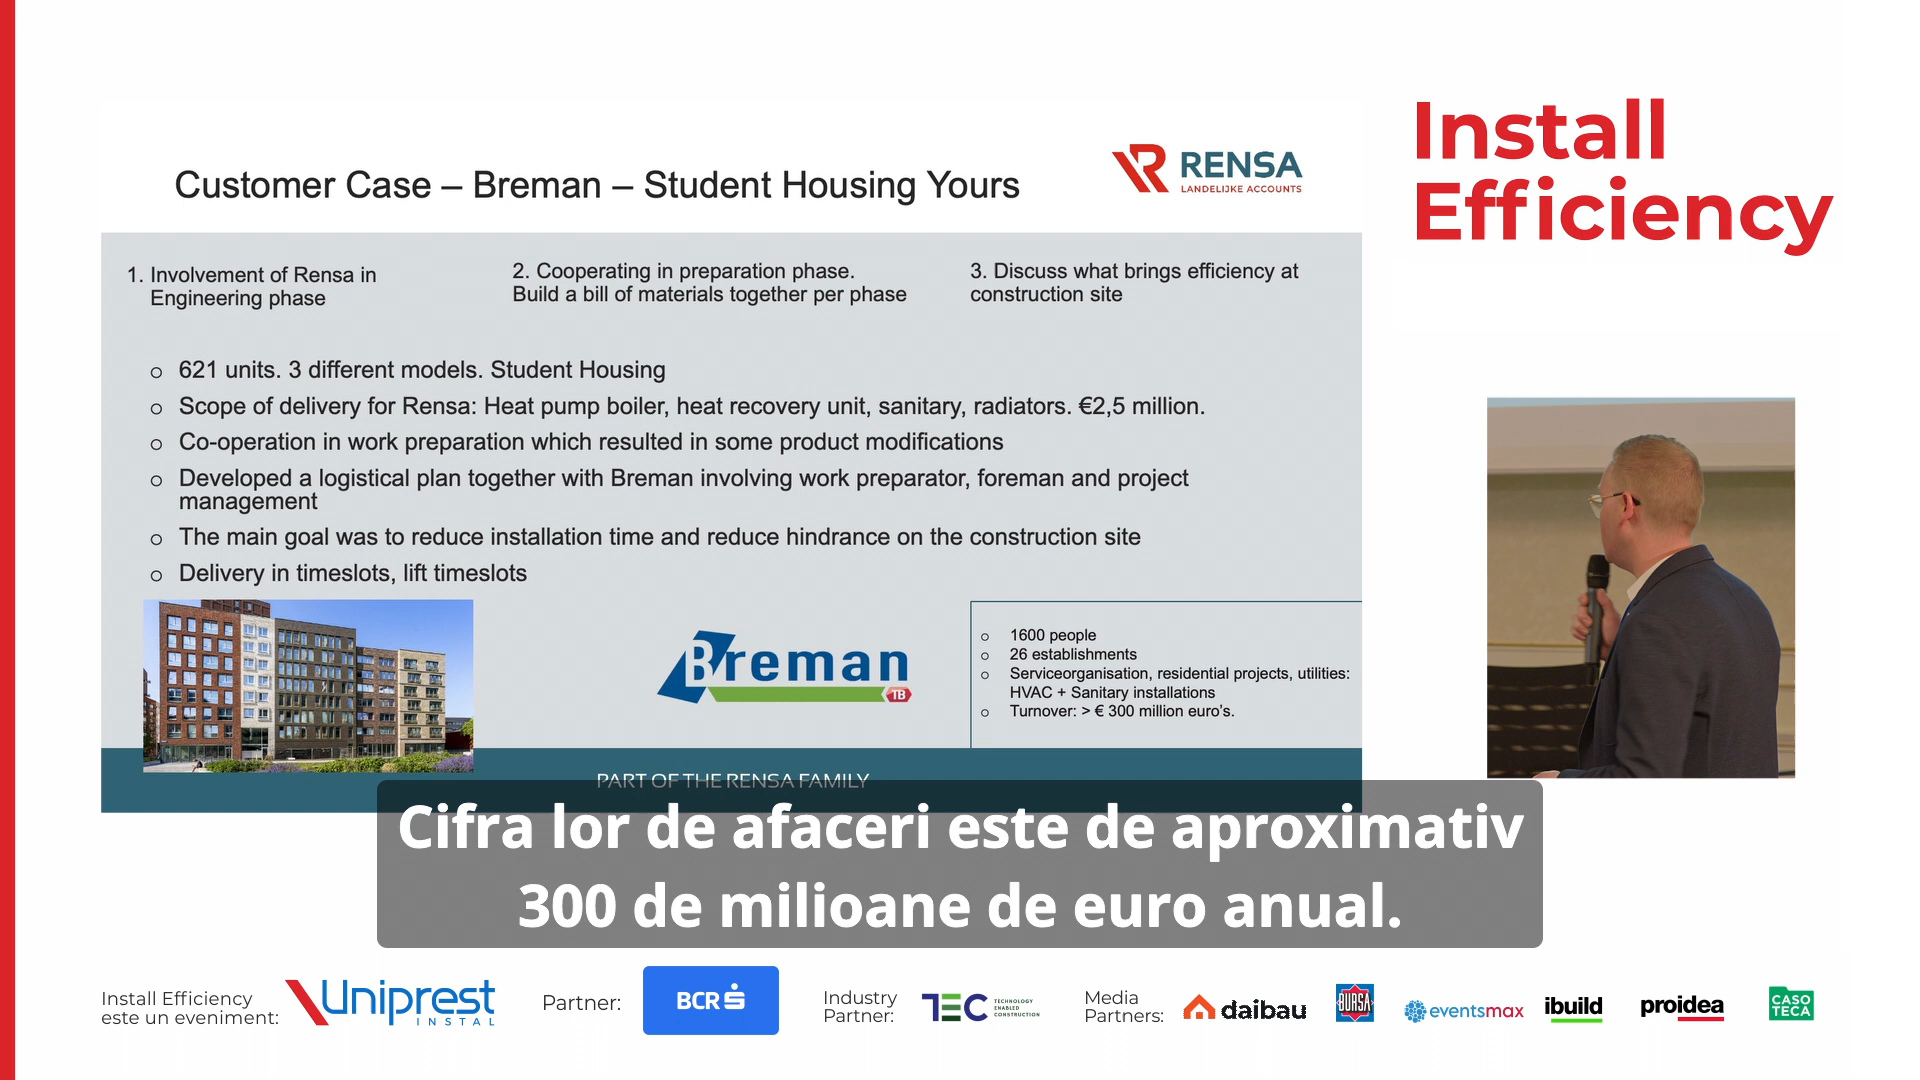 Install
Efficiency
Customer Case – Breman – Student Housing Yours
RENSA
LANDELIJKE ACCOUNTS
1. Involvement of Rensa in
Engineering phase
2. Cooperating in preparation phase.
Build a bill of materials together per phase
3. Discuss what brings efficiency at
construction site
621 units. 3 different models. Student Housing
Scope of delivery for Rensa: Heat pump boiler, heat recovery unit, sanitary, radiators. €2,5 million.
Co-operation in work preparation which resulted in some product modifications
Developed a logistical plan together with Breman involving work preparator, foreman and project
management
The main goal was to reduce installation time and reduce hindrance on the construction site
Delivery in timeslots, lift timeslots
Breman
TB
1600 people
26 establishments
Serviceorganisation, residential projects, utilities:
HVAC + Sanitary installations
Turnover: > € 300 million euro's.
PART OF THE RENSA FAMILY
Cifra lor de afaceri este de aproximativ
300 de milioane de euro anual.
Install Efficiency
este un eveniment:
Uniprest
INSTAL
Partner:
BCR
Industry
Partner:
TEC
TECHNOLOGY
ENABLED
CONSTRUCTION
Media
Partners:
daibau
BURSA
eventsmax
ibuild
proidea
CASO
TECA